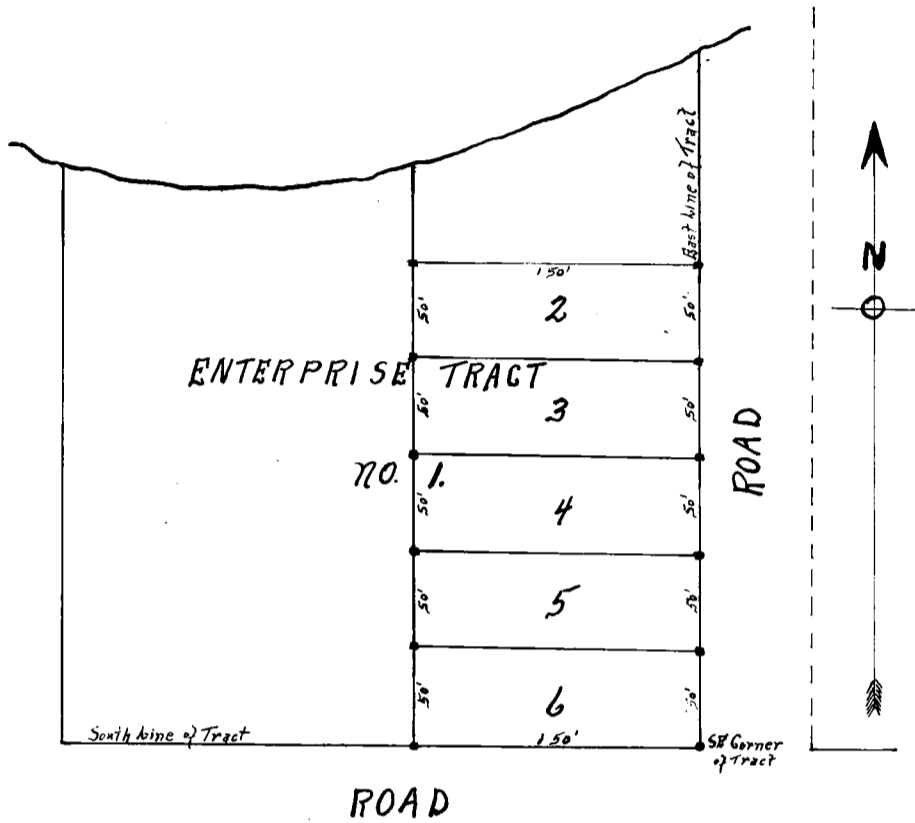 East Line of Tract
N
150'
50' 2 50'
ENTERPRISE TRACT
50' 3 50'
ROAD
NO. 1.
50' 4 50'
50' 5 50'
50' 6 50'
South Line of Tract
150'
SE Corner
of Tract
ROAD